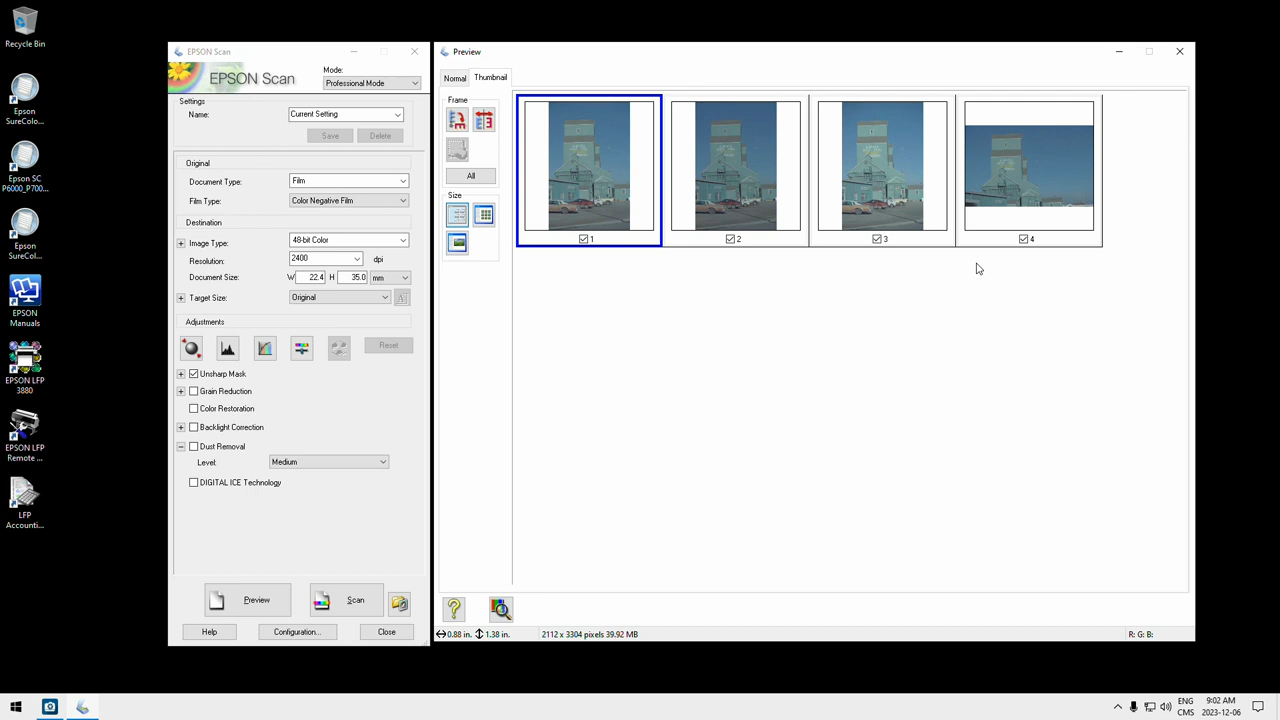 Recycle Bin
Epson
SureColo...
Epson SC
P6000_P700...
Epson
SureColo...
EPSON
Manuals
EPSON LFP
3880
EPSON LFP
Remote ...
LFP
Accounti...
EPSON Scan
EPSON Scan
Mode:
Professional Mode
Settings
Name:
Current Setting
Save
Delete
Original
Document Type:
Film
Film Type:
Color Negative Film
Destination
Image Type:
48-bit Color
Resolution:
2400
dpi
Document Size:
W
22.4
H
35.0
mm
Target Size:
Original
Adjustments
Reset
Unsharp Mask
Grain Reduction
Color Restoration
Backlight Correction
Dust Removal
Level:
Medium
DIGITAL ICE Technology
Preview
Scan
Help
Configuration...
Close
Preview
Normal
Thumbnail
Frame
All
Size
1
2
3
4
0.88 in.
1.38 in.
2112 x 3304 pixels 39.92 MB
R: G: B:
ENG
CMS
9:02 AM
2023-12-06